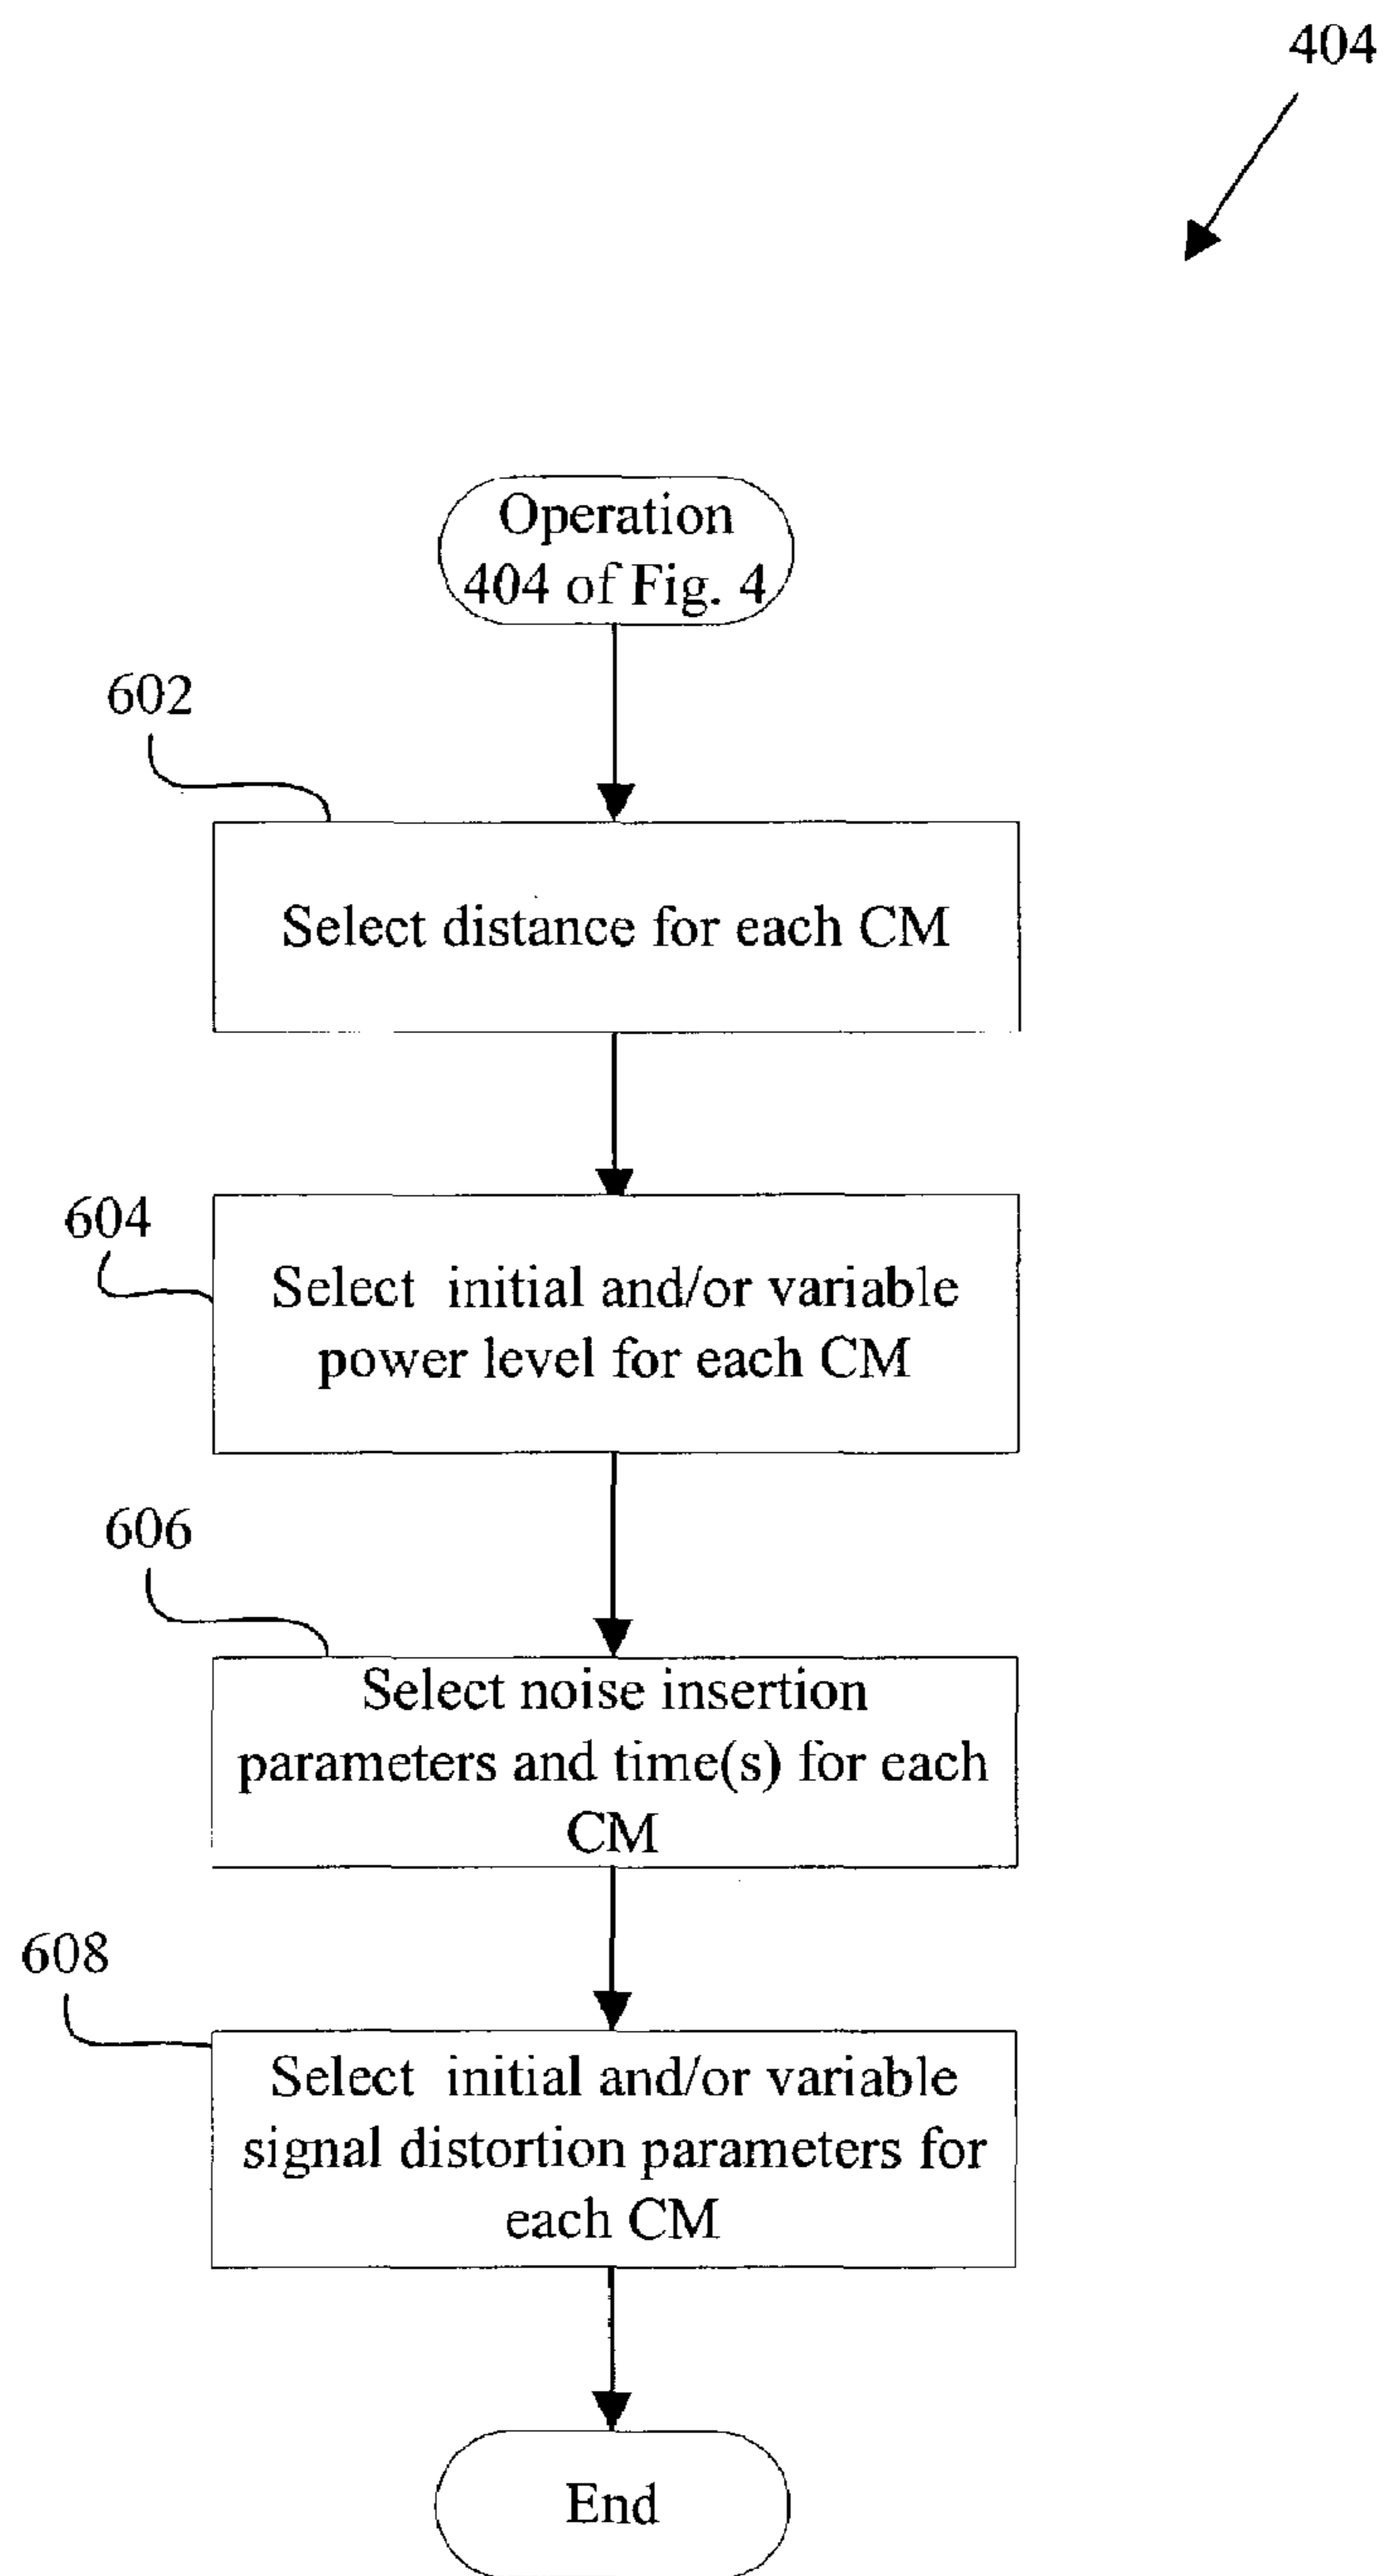 404
Operation
404 of Fig. 4
602
Select distance for each CM
604
Select initial and/or variable
power level for each CM
606
Select noise insertion
parameters and time(s) for each
CM
608
Select initial and/or variable
signal distortion parameters for
each CM
End